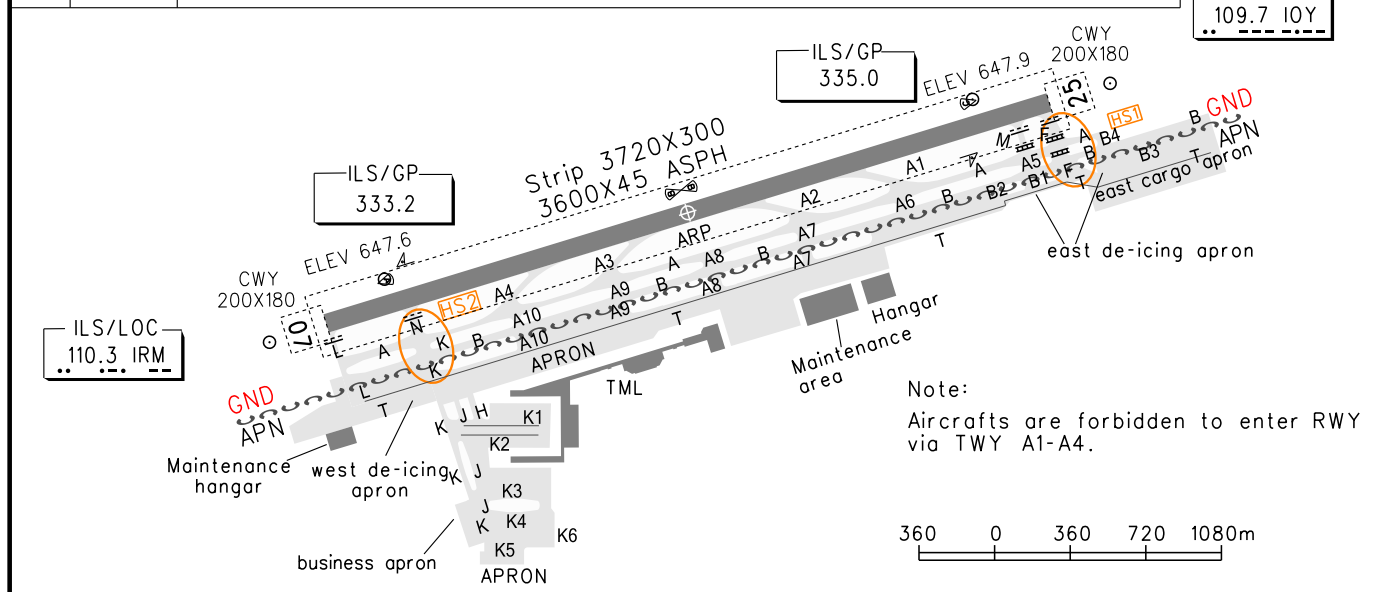 109.7 IOY
CWY
200X180
ILS/GP
335.0
ELEV 647.9
25
HS1
GND
APN
B
A
B4
B
B3
T
F
F
T
M
A5
B1
east cargo apron
east de-icing apron
Strip 3720X300
3600X45 ASPH
ILS/GP
333.2
A1
A
B2
A2
A6
B
ARP
A7
B
A7
T
A3
A
A8
A8
A4
A9
B
A9
T
ELEV 647.6
4
CWY
200X180
07
ILS/LOC
110.3 IRM
HS2
N
A10
A10
L
A
K
B
K
APRON
L
T
GND
APN
TML
Maintenance
area
Hangar
Note:
Aircrafts are forbidden to enter RWY
via TWY A1-A4.
K
J
H
K1
K2
Maintenance
hangar
west de-icing
apron
K
J
K3
J
K
K4
K6
K5
business apron
APRON
360 0 360 720 1080m